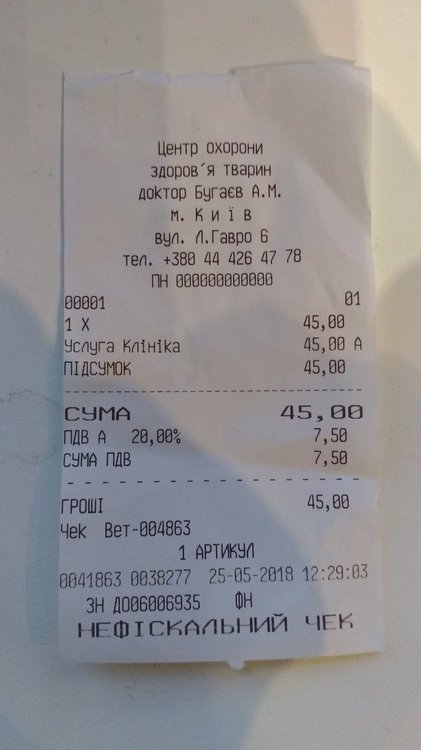 Центр охорони
здоров´я тварин
доктор Бугаєв А.М.
м. К и ї в
вул. Л.Гавро 6
тел. +380 44 426 47 78
ПН 000000000000
00001 01
1 X 45,00
Услуга Клініка 45,00 А
ПІДСУМОК 45,00
СУМА 45,00
ПДВ А 20,00% 7,50
СУМА ПДВ 7,50
ГРОШІ 45,00
Чек Вет-004863
1 АРТИКУЛ
0041863 0038277 25-05-2018 12:29:03
ЗН ДО06006935 ФН
НЕФІСКАЛЬНИЙ ЧЕК